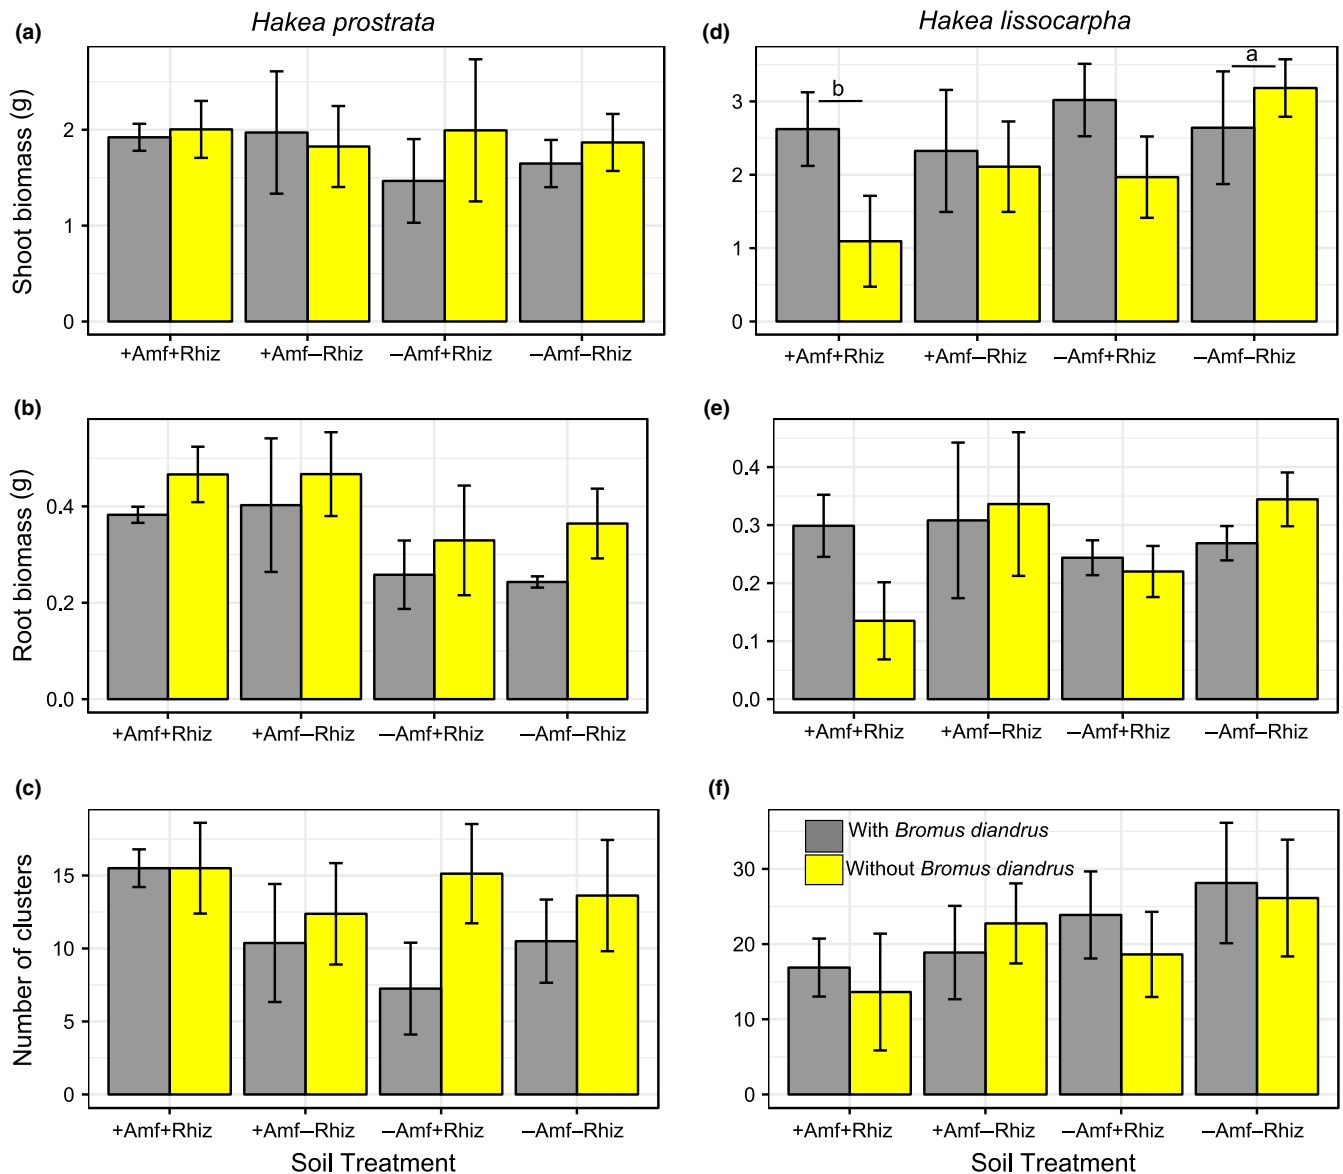 Hakea prostrata
Hakea lissocarpha
(a)
Shoot biomass (g)
2
1
0
+Amf+Rhiz +Amf–Rhiz –Amf+Rhiz –Amf–Rhiz
(d)
b
a
3
2
1
0
+Amf+Rhiz +Amf–Rhiz –Amf+Rhiz –Amf–Rhiz
(b)
Root biomass (g)
0.4
0.2
0.0
+Amf+Rhiz +Amf–Rhiz –Amf+Rhiz –Amf–Rhiz
(e)
0.4
0.3
0.2
0.1
0.0
+Amf+Rhiz +Amf–Rhiz –Amf+Rhiz –Amf–Rhiz
(c)
Number of clusters
15
10
5
0
+Amf+Rhiz +Amf–Rhiz –Amf+Rhiz –Amf–Rhiz
Soil Treatment
(f)
With Bromus diandrus
Without Bromus diandrus
30
20
10
0
+Amf+Rhiz +Amf–Rhiz –Amf+Rhiz –Amf–Rhiz
Soil Treatment